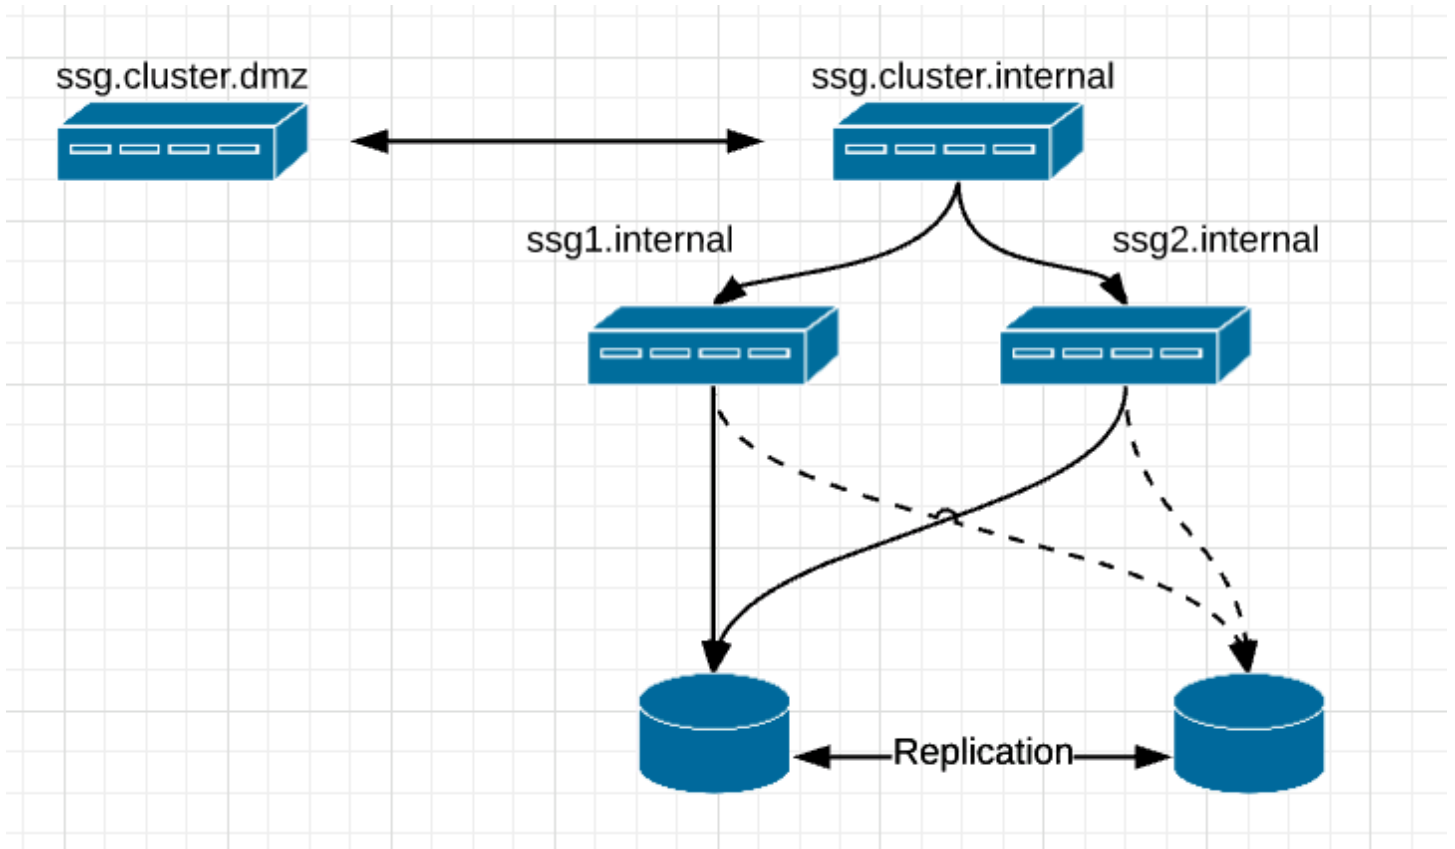 ssg.cluster.dmz
ssg.cluster.internal
ssg1.internal
ssg2.internal
Replication